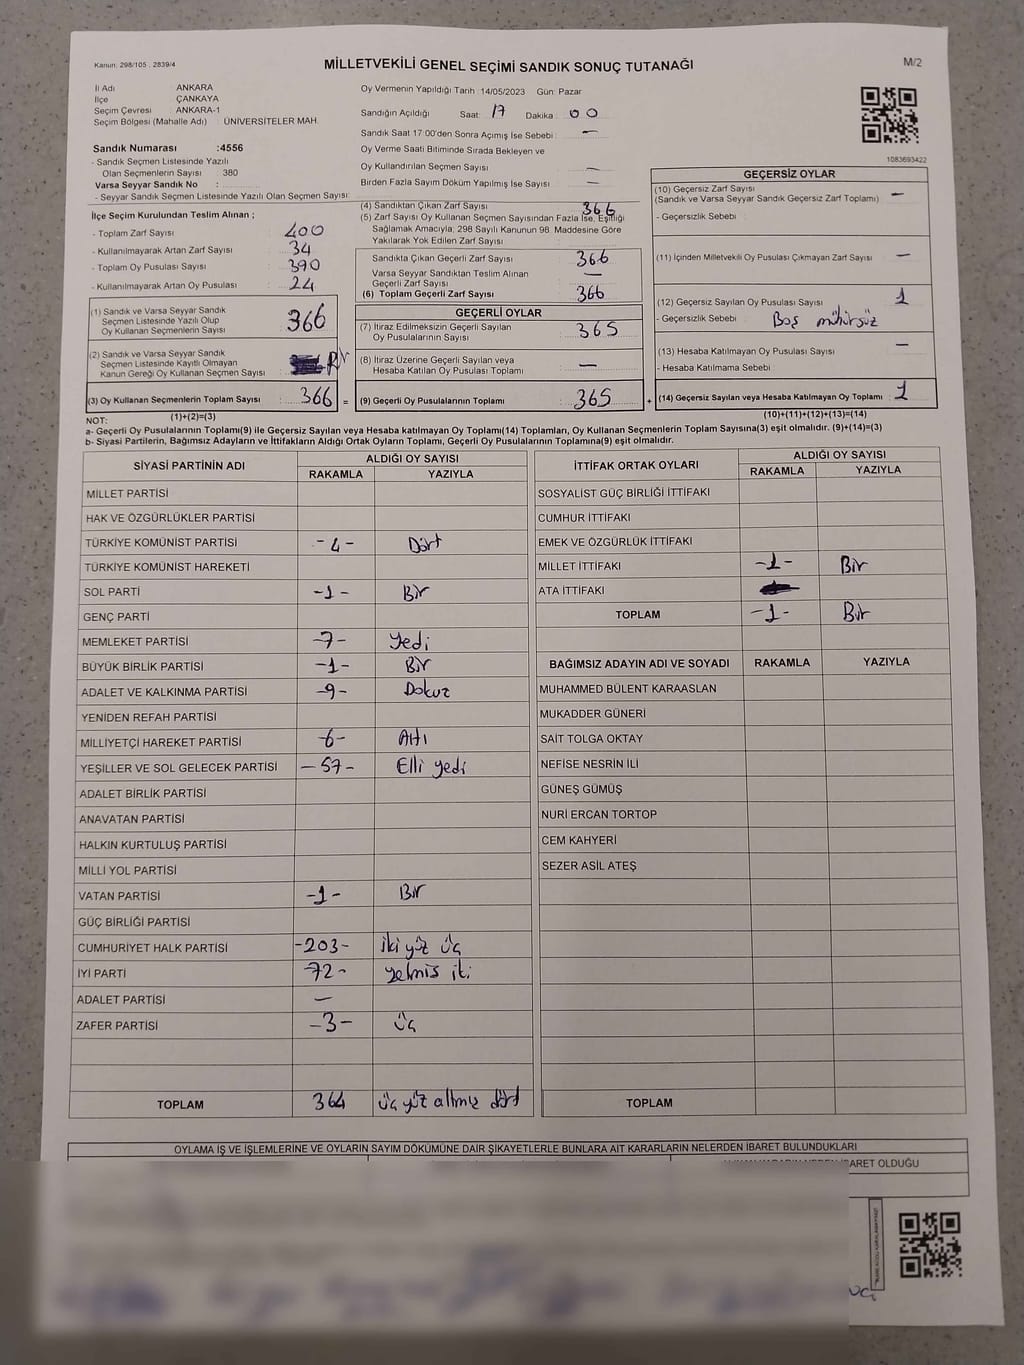 Kanun: 298/105 . 2839/4
MİLLETVEKİLİ GENEL SEÇİMİ SANDIK SONUÇ TUTANAĞI
M/2
İl Adı ANKARA
İlçe ÇANKAYA
Seçim Çevresi ANKARA-1
Seçim Bölgesi (Mahalle Adı) : ÜNİVERSİTELER MAH.
Sandık Numarası :4556
- Sandık Seçmen Listesinde Yazılı
Olan Seçmenlerin Sayısı : 380
Varsa Seyyar Sandık No :
- Seyyar Sandık Seçmen Listesinde Yazılı Olan Seçmen Sayısı:
İlçe Seçim Kurulundan Teslim Alınan ;
- Toplam Zarf Sayısı : 400
- Kullanılmayarak Artan Zarf Sayısı : 34
- Toplam Oy Pusulası Sayısı : 390
- Kullanılmayarak Artan Oy Pusulası : 24
(1) Sandık ve Varsa Seyyar Sandık
Seçmen Listesinde Yazılı Olup
Oy Kullanan Seçmenlerin Sayısı : 366
(2) Sandık ve Varsa Seyyar Sandık
Seçmen Listesinde Kayıtlı Olmayan
Kanun Gereği Oy Kullanan Seçmen Sayısı :
(3) Oy Kullanan Seçmenlerin Toplam Sayısı : 366 =
(1)+(2)=(3)
Oy Vermenin Yapıldığı Tarih :14/05/2023 Gün: Pazar
Sandığın Açıldığı Saat: 17 Dakika: 00
Sandık Saat 17:00'den Sonra Açımış İse Sebebi : —
Oy Verme Saati Bitiminde Sırada Bekleyen ve
Oy Kullandırılan Seçmen Sayısı : —
Birden Fazla Sayım Döküm Yapılmış İse Sayısı : —
(4) Sandıktan Çıkan Zarf Sayısı : 366
(5) Zarf Sayısı Oy Kullanan Seçmen Sayısından Fazla İse, Eşitliği
Sağlamak Amacıyla; 298 Sayılı Kanunun 98. Maddesine Göre
Yakılarak Yok Edilen Zarf Sayısı :
Sandıkta Çıkan Geçerli Zarf Sayısı : 366
Varsa Seyyar Sandıktan Teslim Alınan
Geçerli Zarf Sayısı : —
(6) Toplam Geçerli Zarf Sayısı : 366
GEÇERLİ OYLAR
(7) İtiraz Edilmeksizin Geçerli Sayılan
Oy Pusulalarının Sayısı : 365
(8) İtiraz Üzerine Geçerli Sayılan veya
Hesaba Katılan Oy Pusulası Toplamı : —
(9) Geçerli Oy Pusulalarının Toplamı : 365 +
1083693422
GEÇERSİZ OYLAR
(10) Geçersiz Zarf Sayısı
(Sandık ve Varsa Seyyar Sandık Geçersiz Zarf Toplamı) : —
- Geçersizlik Sebebi :
(11) İçinden Milletvekili Oy Pusulası Çıkmayan Zarf Sayısı : —
(12) Geçersiz Sayılan Oy Pusulası Sayısı : 1
- Geçersizlik Sebebi : Boş mühürsüz
(13) Hesaba Katılmayan Oy Pusulası Sayısı : —
- Hesaba Katılmama Sebebi :
(14) Geçersiz Sayılan veya Hesaba Katılmayan Oy Toplamı : 1
(10)+(11)+(12)+(13)=(14)
NOT:
a- Geçerli Oy Pusulalarının Toplamı(9) ile Geçersiz Sayılan veya Hesaba katılmayan Oy Toplamı(14) Toplamları, Oy Kullanan Seçmenlerin Toplam Sayısına(3) eşit olmalıdır. (9)+(14)=(3)
b- Siyasi Partilerin, Bağımsız Adayların ve İttifakların Aldığı Ortak Oyların Toplamı, Geçerli Oy Pusulalarının Toplamına(9) eşit olmalıdır.
SİYASİ PARTİNİN ADI ALDIĞI OY SAYISI
RAKAMLA YAZIYLA
MİLLET PARTİSİ
HAK VE ÖZGÜRLÜKLER PARTİSİ
TÜRKİYE KOMÜNİST PARTİSİ -4- Dört
TÜRKİYE KOMÜNİST HAREKETİ
SOL PARTİ -1- Bir
GENÇ PARTİ
MEMLEKET PARTİSİ -7- Yedi
BÜYÜK BİRLİK PARTİSİ -1- Bir
ADALET VE KALKINMA PARTİSİ -9- Dokuz
YENİDEN REFAH PARTİSİ
MİLLİYETÇİ HAREKET PARTİSİ -6- Altı
YEŞİLLER VE SOL GELECEK PARTİSİ -57- Elli yedi
ADALET BİRLİK PARTİSİ
ANAVATAN PARTİSİ
HALKIN KURTULUŞ PARTİSİ
MİLLİ YOL PARTİSİ
VATAN PARTİSİ -1- Bir
GÜÇ BİRLİĞİ PARTİSİ
CUMHURİYET HALK PARTİSİ -203- iki yüz üç
İYİ PARTİ -72- yetmiş iki
ADALET PARTİSİ —
ZAFER PARTİSİ -3- üç
TOPLAM 364 üç yüz altmış dört
İTTİFAK ORTAK OYLARI ALDIĞI OY SAYISI
RAKAMLA YAZIYLA
SOSYALİST GÜÇ BİRLİĞİ İTTİFAKI
CUMHUR İTTİFAKI
EMEK VE ÖZGÜRLÜK İTTİFAKI
MİLLET İTTİFAKI -1- Bir
ATA İTTİFAKI
TOPLAM -1- Bir
BAĞIMSIZ ADAYIN ADI VE SOYADI RAKAMLA YAZIYLA
MUHAMMED BÜLENT KARAASLAN
MUKADDER GÜNERİ
SAİT TOLGA OKTAY
NEFİSE NESRİN İLİ
GÜNEŞ GÜMÜŞ
NURİ ERCAN TORTOP
CEM KAHYERİ
SEZER ASİL ATEŞ
TOPLAM
OYLAMA İŞ VE İŞLEMLERİNE VE OYLARIN SAYIM DÖKÜMÜNE DAİR ŞİKAYETLERLE BUNLARA AİT KARARLARIN NELERDEN İBARET BULUNDUKLARI
İBARET OLDUĞU